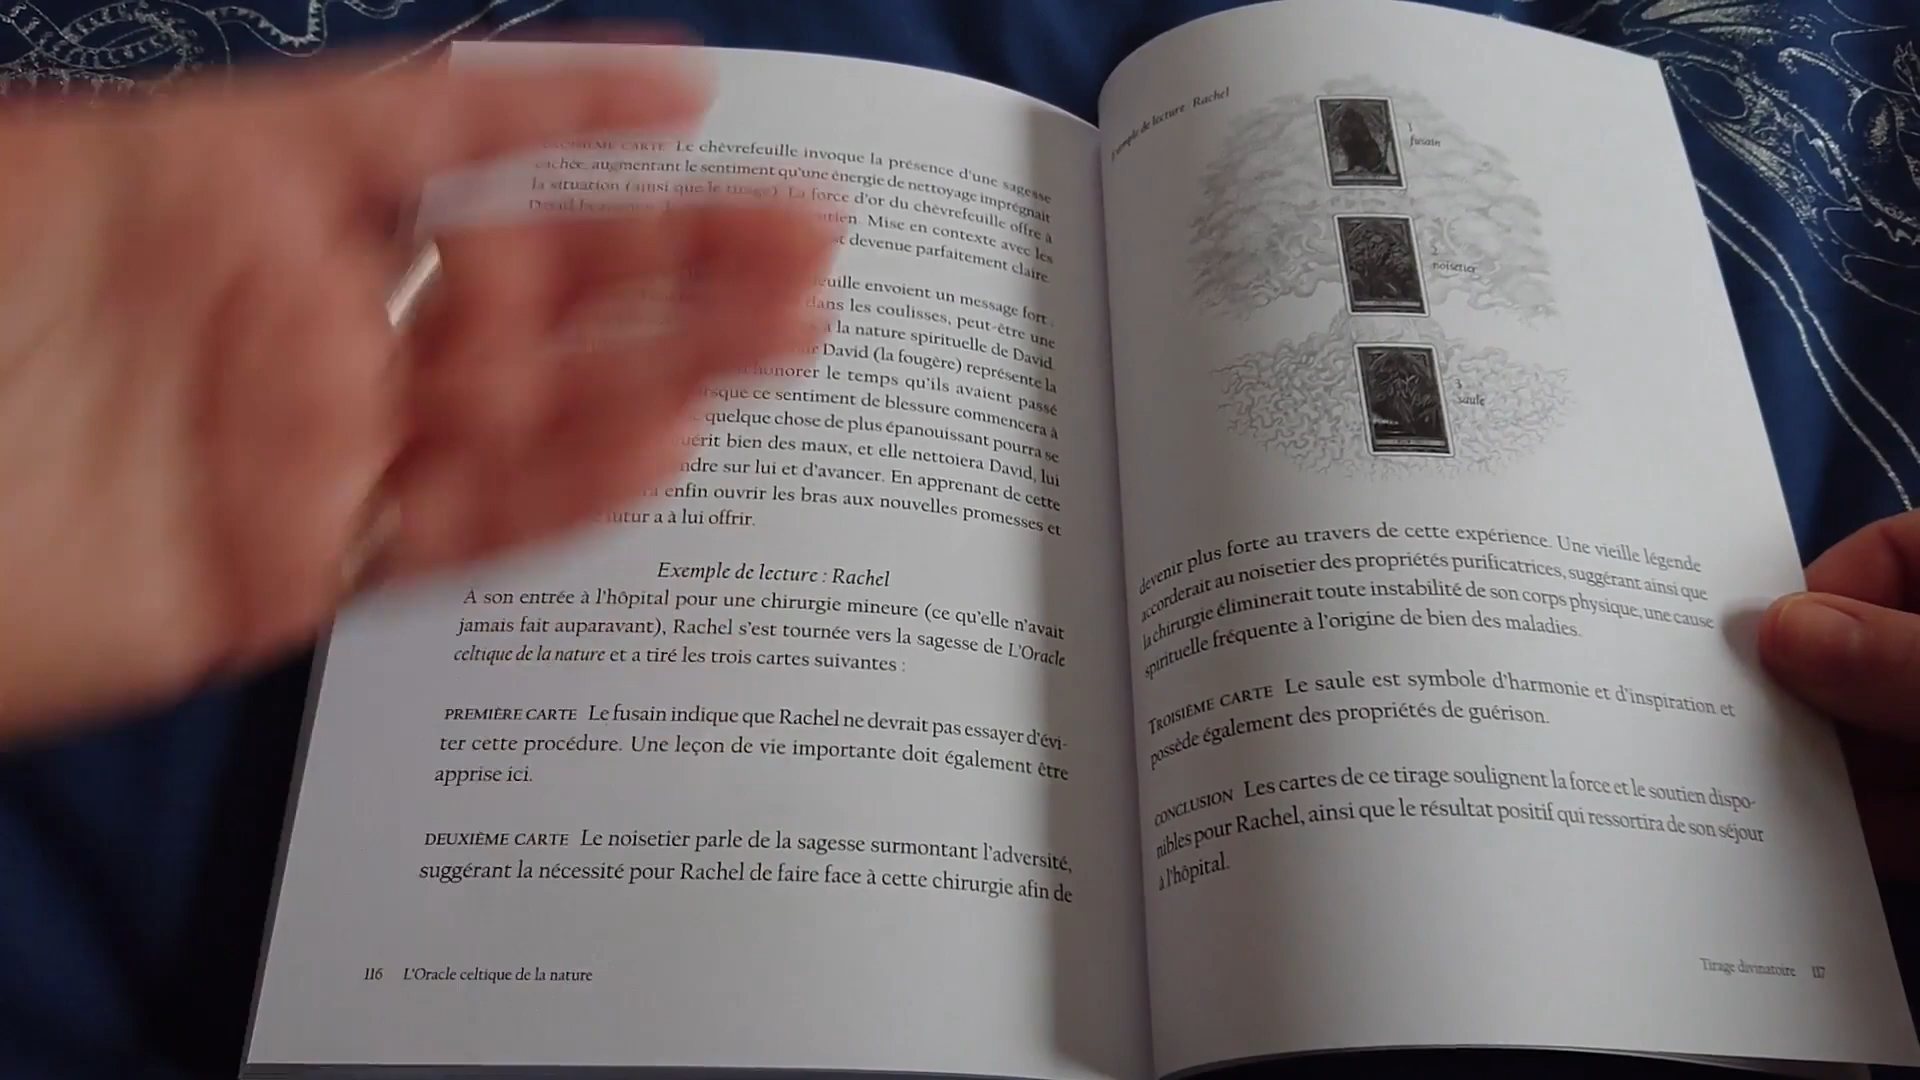 CARTE Le chèvrefeuille invoque la présence d'une sagesse
cachée, augmentant le sentiment qu'une énergie de nettoyage imprégnait
la situation (ainsi que le tirage). La force d'or du chèvrefeuille offre à
David Mise en contexte avec les
devenue parfaitement claire.
envoient un message fort :
dans les coulisses, peut-être une
à la nature spirituelle de David.
David (la fougère) représente la
honorer le temps qu'ils avaient passé
ce sentiment de blessure commencera à
quelque chose de plus épanouissant pourra se
bien des maux, et elle nettoiera David, lui
sur lui et d'avancer. En apprenant de cette
enfin ouvrir les bras aux nouvelles promesses et
futur a à lui offrir.
Exemple de lecture : Rachel
À son entrée à l'hôpital pour une chirurgie mineure (ce qu'elle n'avait
jamais fait auparavant), Rachel s'est tournée vers la sagesse de L'Oracle
celtique de la nature et a tiré les trois cartes suivantes :
PREMIÈRE CARTE Le fusain indique que Rachel ne devrait pas essayer d'évi-
ter cette procédure. Une leçon de vie importante doit également être
apprise ici.
DEUXIÈME CARTE Le noisetier parle de la sagesse surmontant l'adversité,
suggérant la nécessité pour Rachel de faire face à cette chirurgie afin de
116 L'Oracle celtique de la nature
Exemple de lecture : Rachel
1
fusain
2
noisetier
3
saule
devenir plus forte au travers de cette expérience. Une vieille légende
accorderait au noisetier des propriétés purificatrices, suggérant ainsi que
la chirurgie éliminerait toute instabilité de son corps physique, une cause
spirituelle fréquente à l'origine de bien des maladies.
TROISIÈME CARTE Le saule est symbole d'harmonie et d'inspiration et
possède également des propriétés de guérison.
CONCLUSION Les cartes de ce tirage soulignent la force et le soutien dispo-
nibles pour Rachel, ainsi que le résultat positif qui ressortira de son séjour
à l'hôpital.
Tirage divinatoire 117